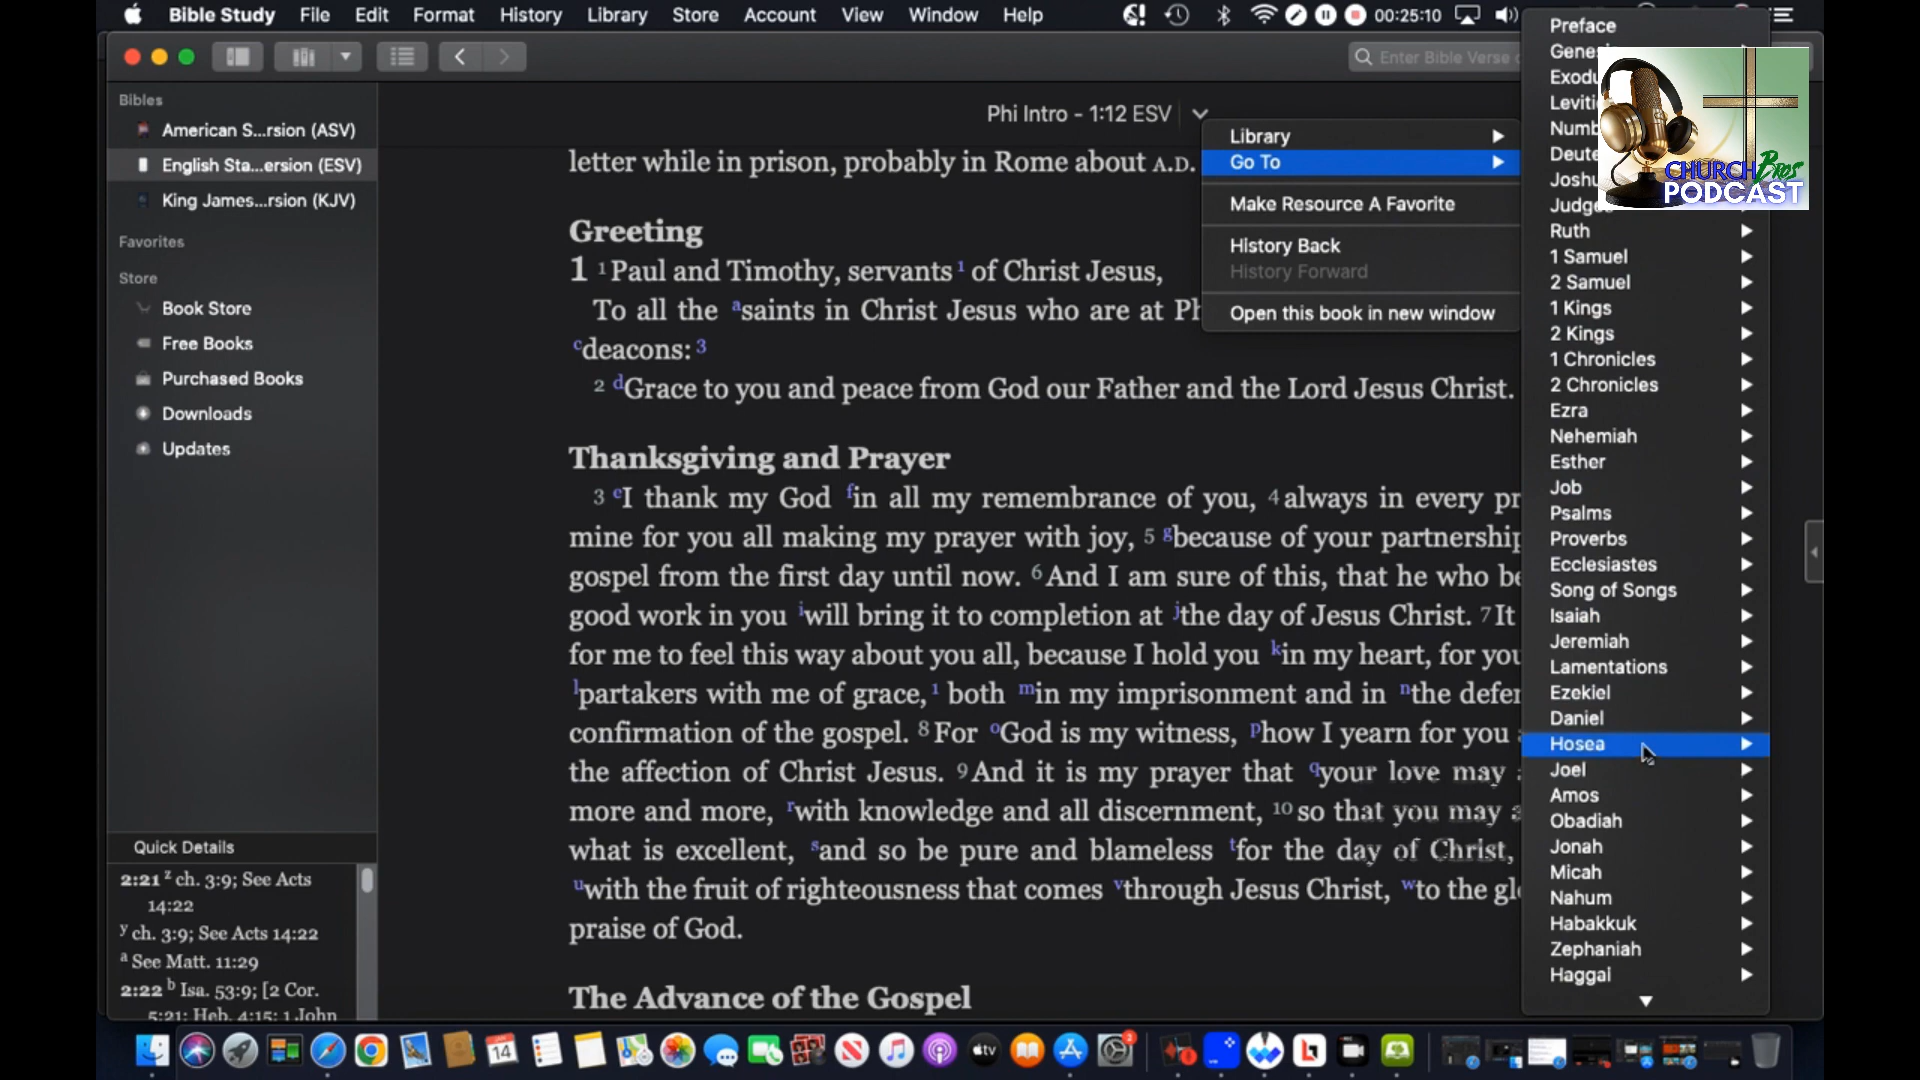 Bible Study File Edit Format History Library Store Account View Window Help 00:25:10
Enter Bible Verse
Bibles
American S...rsion (ASV)
English Sta...ersion (ESV)
King James...rsion (KJV)
Favorites
Store
Book Store
Free Books
Purchased Books
Downloads
Updates
Quick Details
2:21 z ch. 3:9; See Acts
14:22
y ch. 3:9; See Acts 14:22
a See Matt. 11:29
2:22 b Isa. 53:9; [2 Cor.
5:21; Heb. 4:15; 1 John
Phi Intro - 1:12 ESV
letter while in prison, probably in Rome about A.D.
Greeting
1 1 Paul and Timothy, servants 1 of Christ Jesus,
To all the a saints in Christ Jesus who are at
c deacons: 3
2 d Grace to you and peace from God our Father and the Lord Jesus Christ.
Thanksgiving and Prayer
3 e I thank my God f in all my remembrance of you, 4 always in every
mine for you all making my prayer with joy, 5 g because of your partnership
gospel from the first day until now. 6 And I am sure of this, that he who
good work in you i will bring it to completion at j the day of Jesus Christ. 7 It
for me to feel this way about you all, because I hold you k in my heart, for
l partakers with me of grace, 1 both m in my imprisonment and in n the
confirmation of the gospel. 8 For o God is my witness, p how I yearn for you
the affection of Christ Jesus. 9 And it is my prayer that q your love may
more and more, r with knowledge and all discernment, 10 so that you may
what is excellent, s and so be pure and blameless t for the day of Christ,
u with the fruit of righteousness that comes v through Jesus Christ, w to the
praise of God.
The Advance of the Gospel
Library
Go To
Make Resource A Favorite
History Back
History Forward
Open this book in new window
Preface
Ruth
1 Samuel
2 Samuel
1 Kings
2 Kings
1 Chronicles
2 Chronicles
Ezra
Nehemiah
Esther
Job
Psalms
Proverbs
Ecclesiastes
Song of Songs
Isaiah
Jeremiah
Lamentations
Ezekiel
Daniel
Hosea
Joel
Amos
Obadiah
Jonah
Micah
Nahum
Habakkuk
Zephaniah
Haggai
CHURCH Bros
PODCAST
14
tv